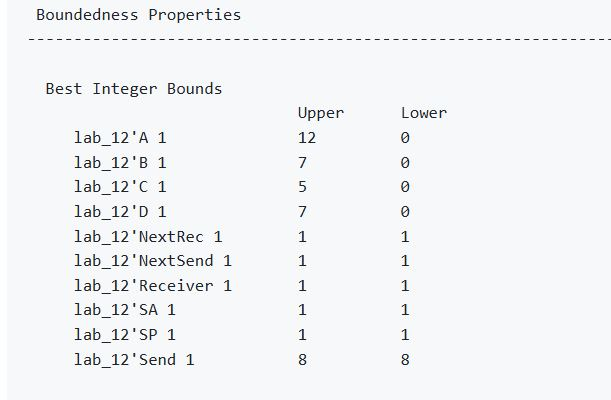 Boundedness Properties
------------------------------------------------------------------------
Best Integer Bounds
Upper Lower
lab_12'A 1 12 0
lab_12'B 1 7 0
lab_12'C 1 5 0
lab_12'D 1 7 0
lab_12'NextRec 1 1 1
lab_12'NextSend 1 1 1
lab_12'Receiver 1 1 1
lab_12'SA 1 1 1
lab_12'SP 1 1 1
lab_12'Send 1 8 8